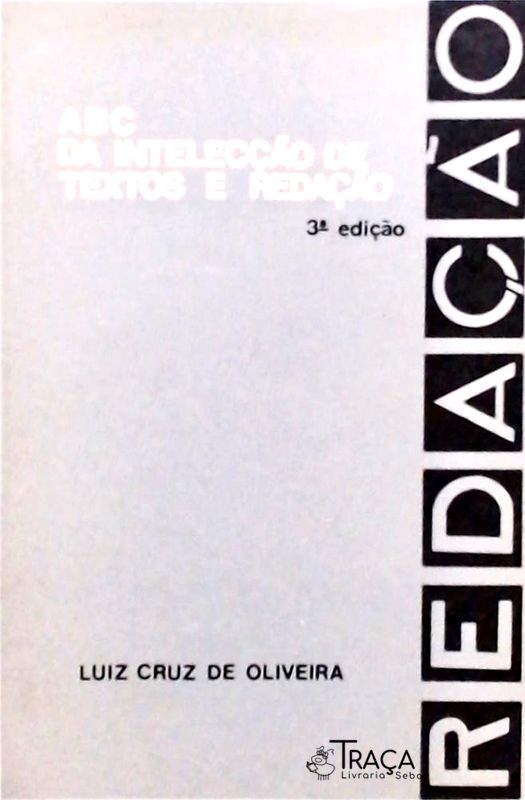 ABC
DA INTELECÇÃO DE
TEXTOS E REDAÇÃO
3ª edição
REDAÇÃO
LUIZ CRUZ DE OLIVEIRA
TRAÇA
Livraria Sebo